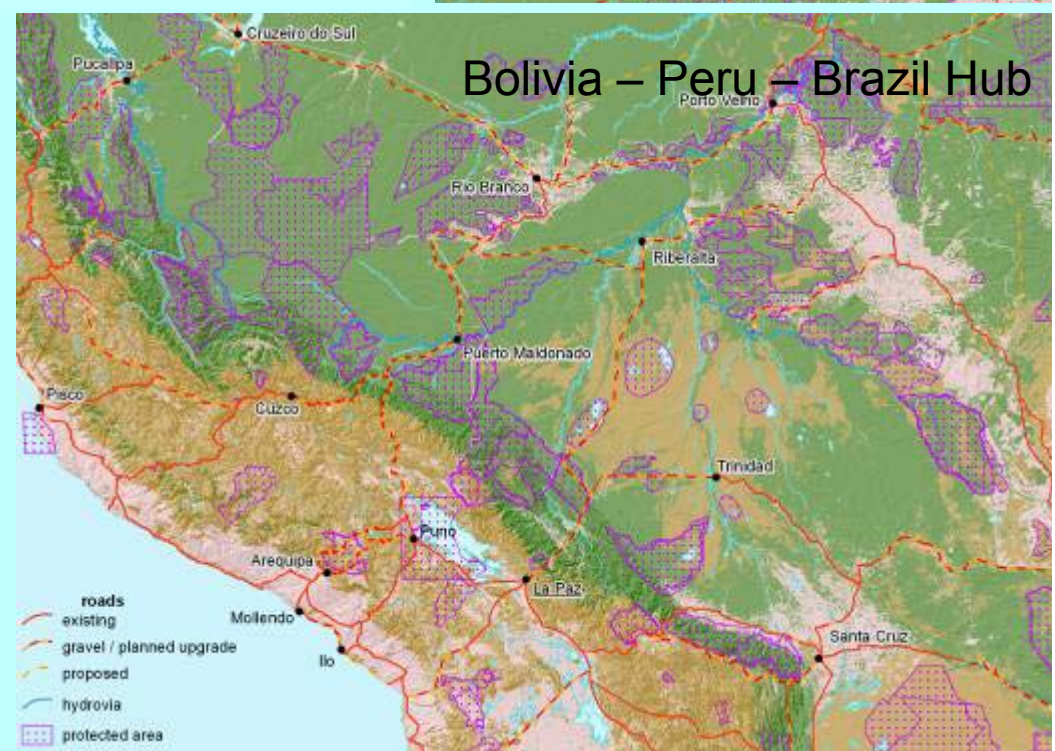 Cruzeiro do Sul
Pucallpa
Bolivia – Peru – Brazil Hub
Porto Velho
Rio Branco
Riberalta
Puerto Maldonado
Pisco
Cuzco
Trinidad
Puno
Arequipa
La Paz
roads
existing
Mollendo
gravel / planned upgrade
Santa Cruz
Ilo
proposed
hydrovia
protected area